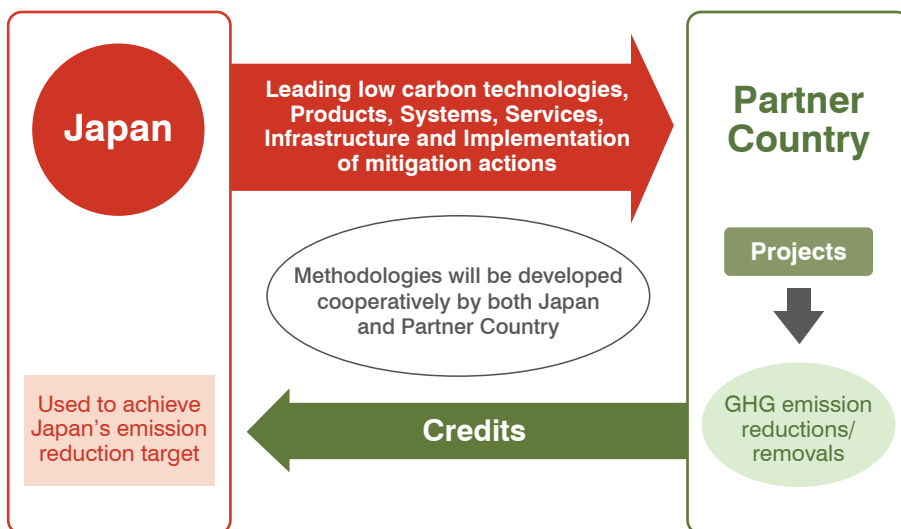 Japan
Leading low carbon technologies,
Products, Systems, Services,
Infrastructure and Implementation
of mitigation actions
Partner
Country
Projects
Methodologies will be developed
cooperatively by both Japan
and Partner Country
Used to achieve
Japan's emission
reduction target
Credits
GHG emission
reductions/
removals